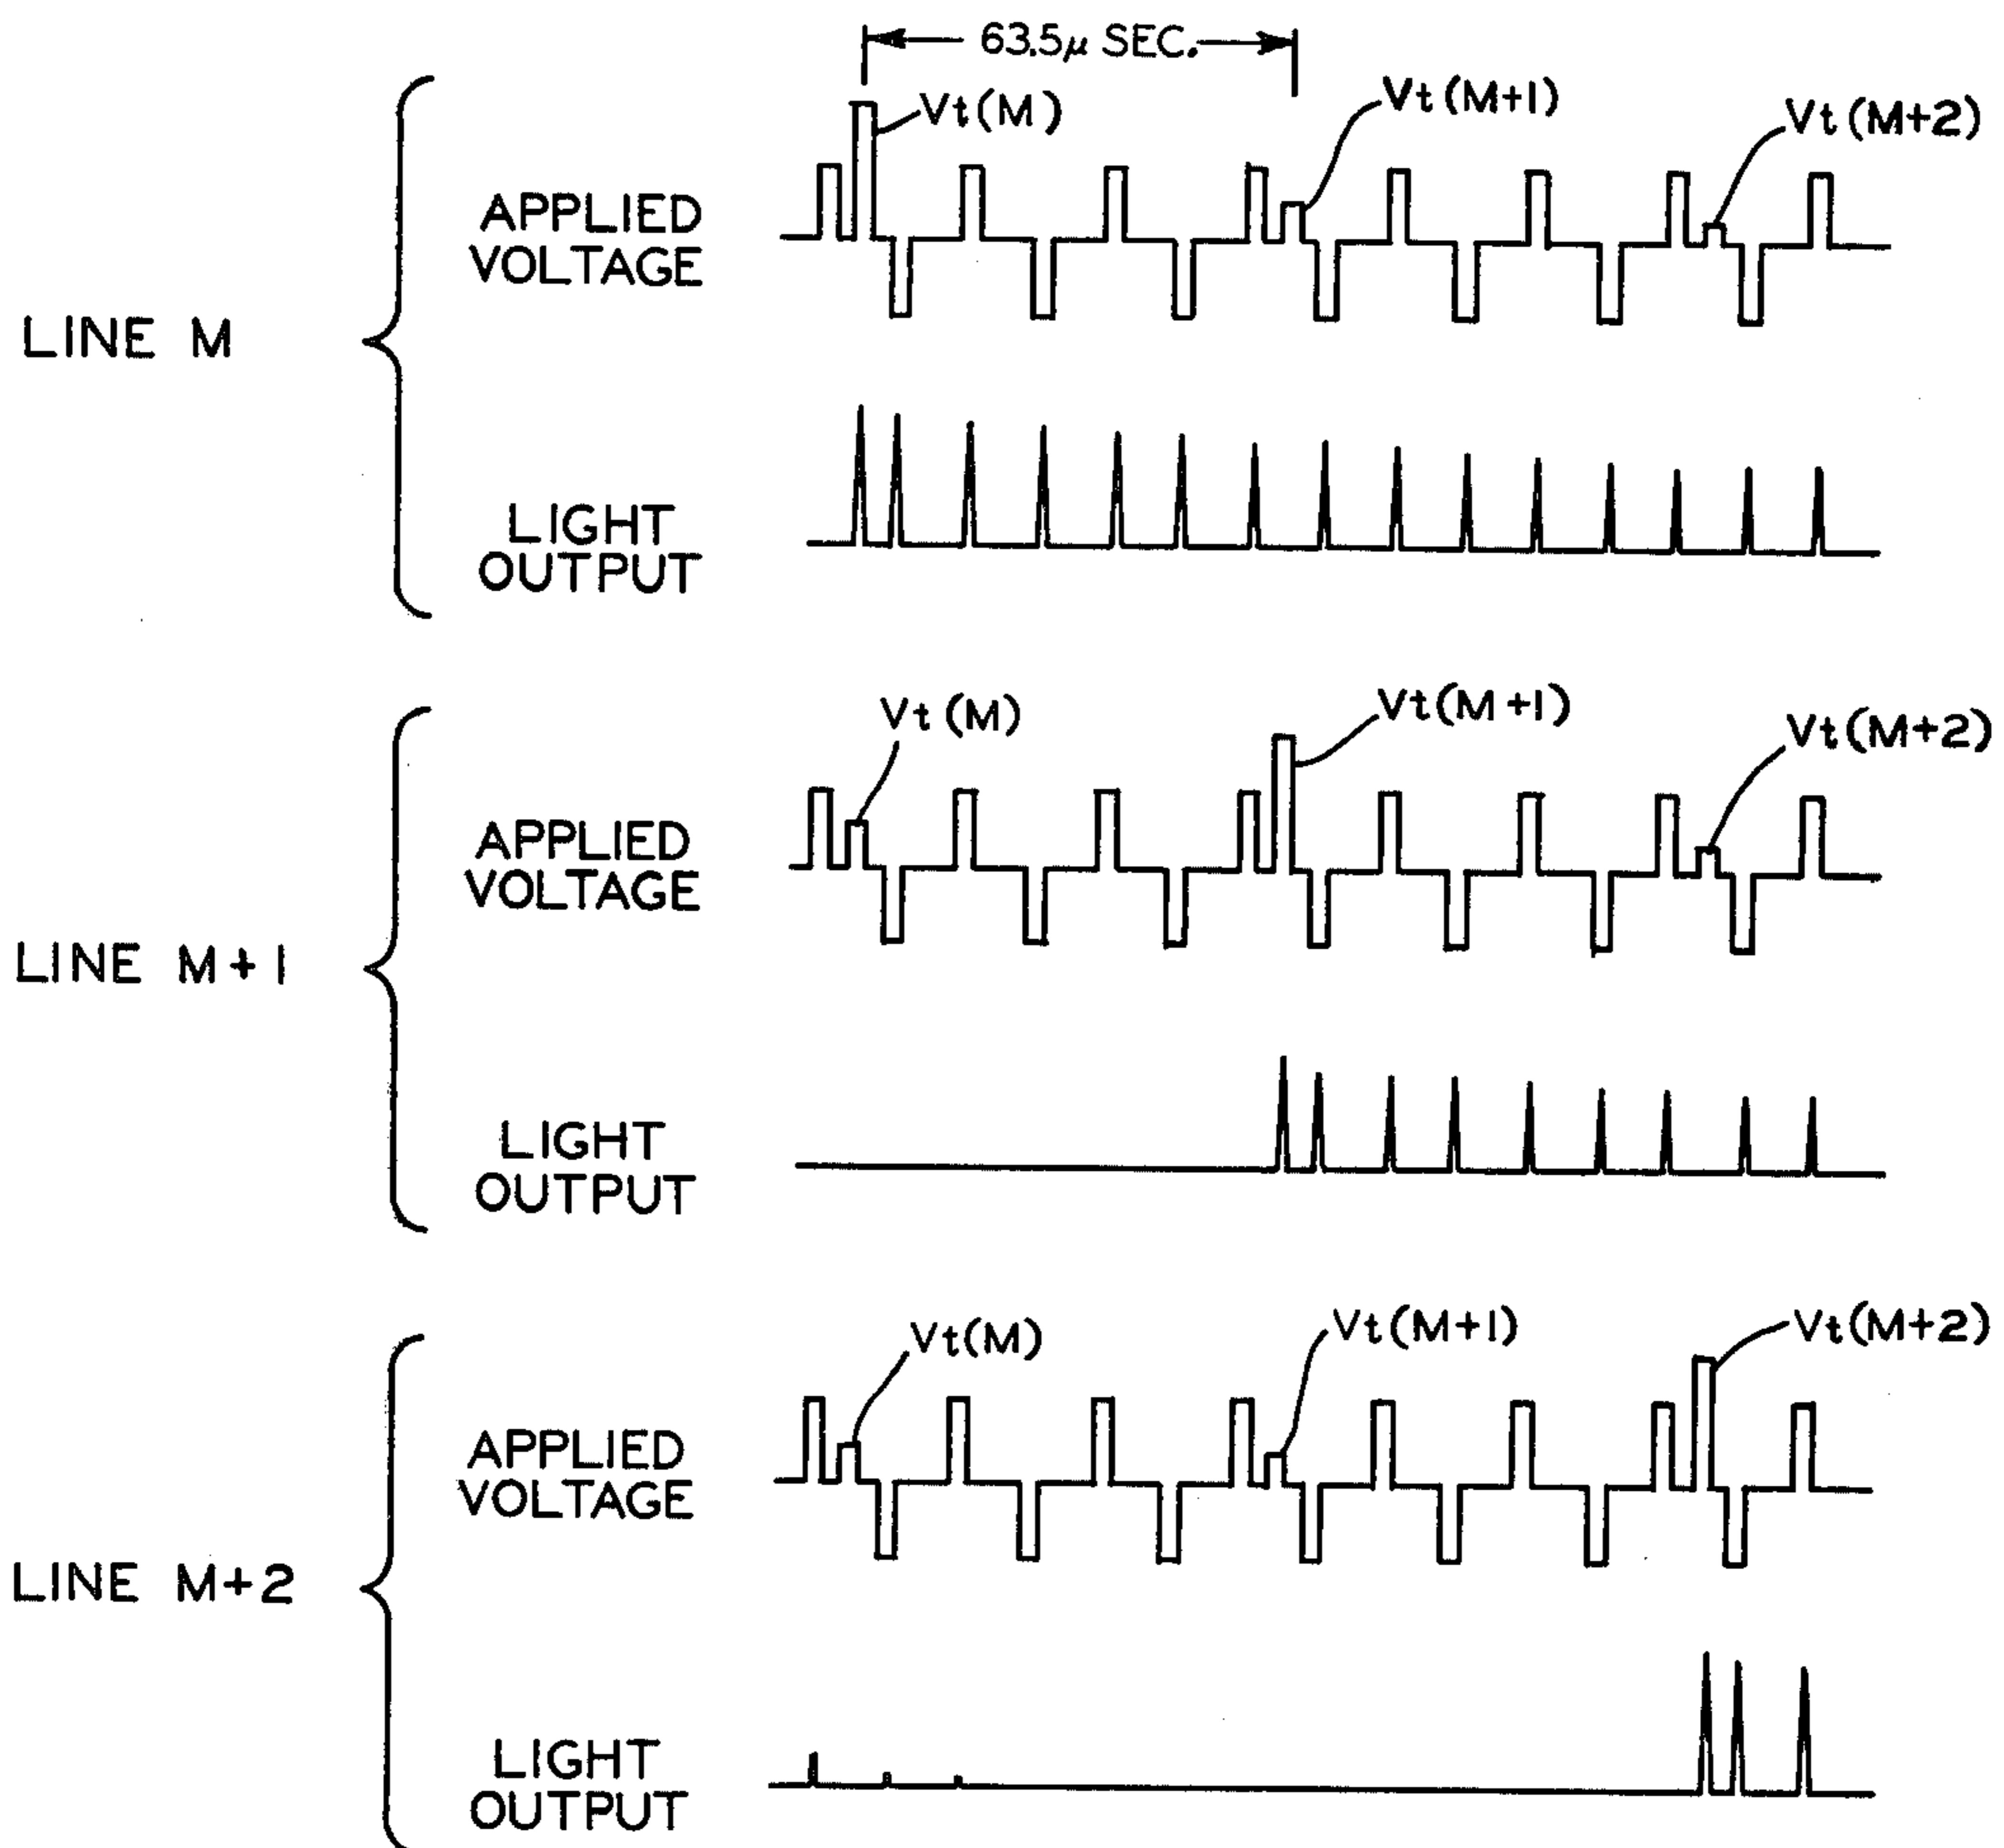 63.5μ SEC.
Vt(M)
Vt(M+1)
Vt(M+2)
APPLIED
VOLTAGE
LINE M
LIGHT
OUTPUT
Vt(M)
Vt(M+1)
Vt(M+2)
APPLIED
VOLTAGE
LINE M+1
LIGHT
OUTPUT
Vt(M)
Vt(M+1)
Vt(M+2)
APPLIED
VOLTAGE
LINE M+2
LIGHT
OUTPUT